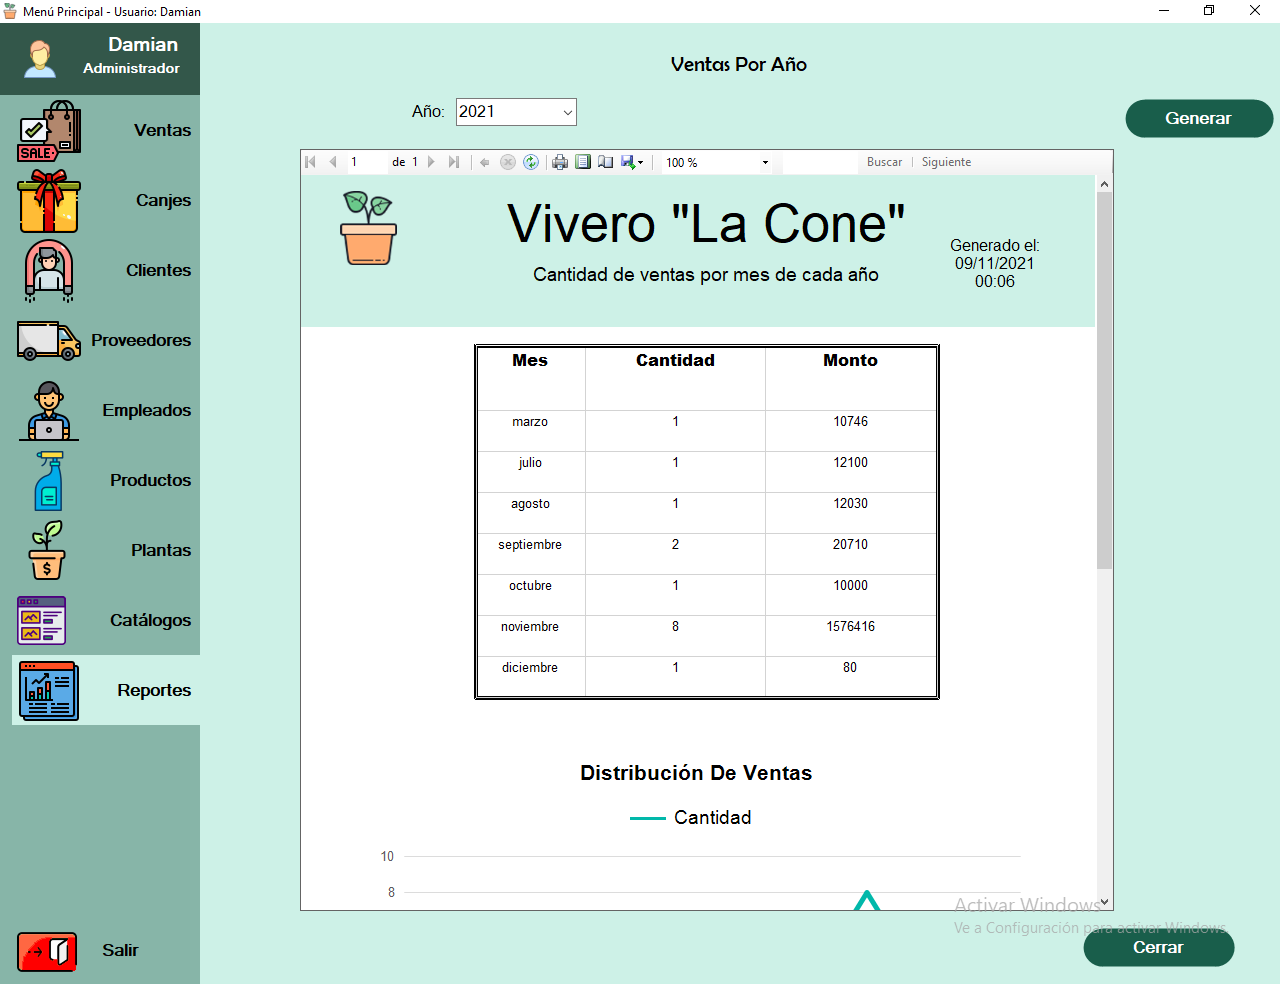 Menú Principal - Usuario: Damian
Damian
Administrador
Ventas
Canjes
Clientes
Proveedores
Empleados
Productos
Plantas
Catálogos
Reportes
Salir
SALE
$
Ventas Por Año
Año: 2021
Generar
1 de 1 100 % Buscar Siguiente
Vivero "La Cone"
Cantidad de ventas por mes de cada año
Generado el:
09/11/2021
00:06
Mes Cantidad Monto
marzo 1 10746
julio 1 12100
agosto 1 12030
septiembre 2 20710
octubre 1 10000
noviembre 8 1576416
diciembre 1 80
Distribución De Ventas
Cantidad
10
8
Activar Windows
Ve a Configuración para activar Windows.
Cerrar